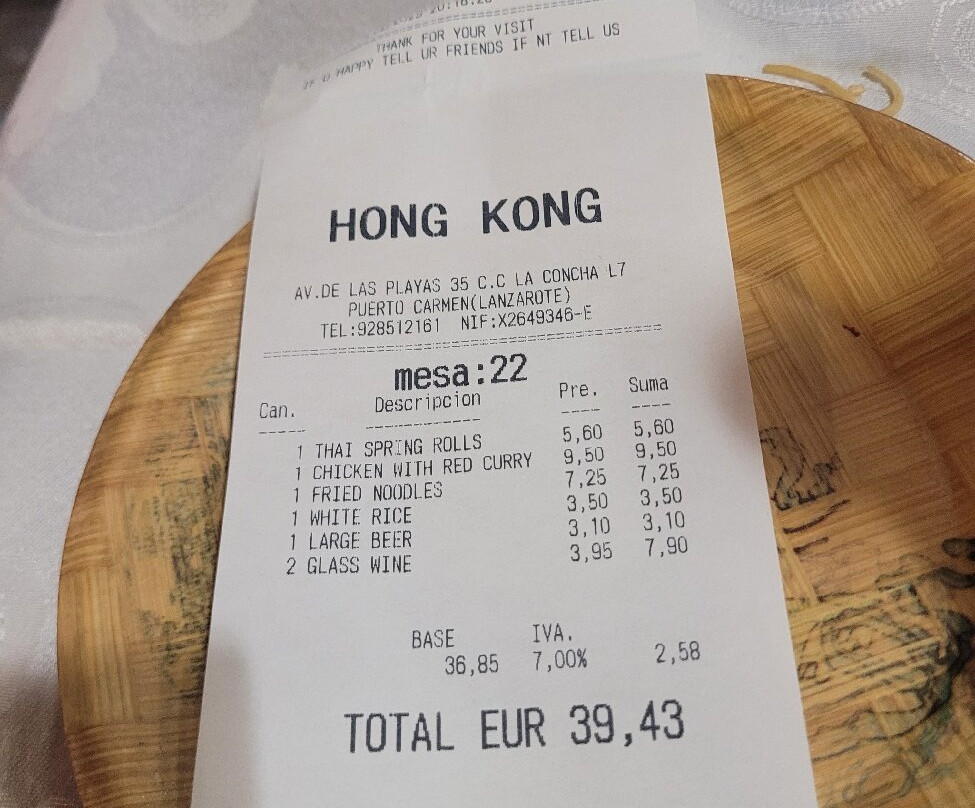 20:18:20
THANK FOR YOUR VISIT
IF U HAPPY TELL UR FRIENDS IF NT TELL US
HONG KONG
AV.DE LAS PLAYAS 35 C.C LA CONCHA L7
PUERTO CARMEN(LANZAROTE)
TEL:928512161 NIF:X2649346-E
mesa:22
Can. Descripcion Pre. Suma
1 THAI SPRING ROLLS 5,60 5,60
1 CHICKEN WITH RED CURRY 9,50 9,50
1 FRIED NOODLES 7,25 7,25
1 WHITE RICE 3,50 3,50
1 LARGE BEER 3,10 3,10
2 GLASS WINE 3,95 7,90
BASE IVA.
36,85 7,00% 2,58
TOTAL EUR 39,43